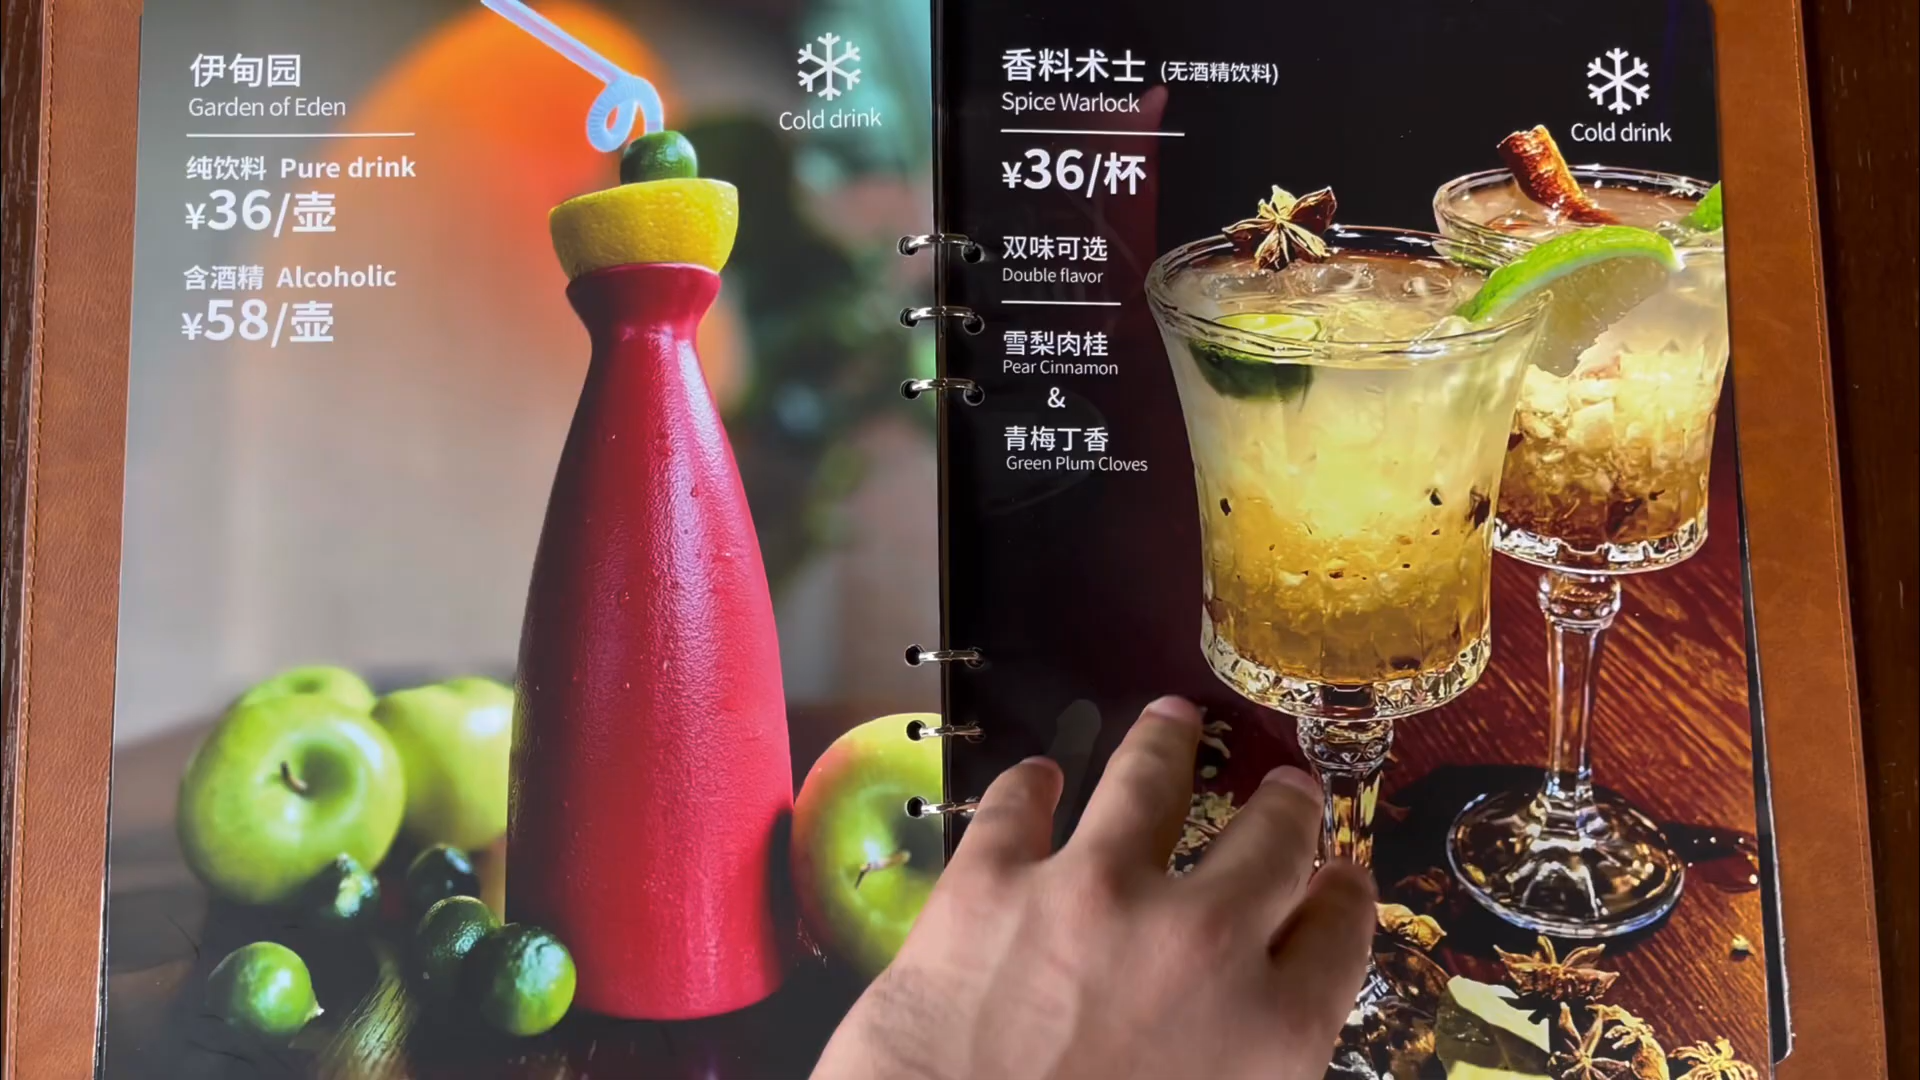 伊甸园
Garden of Eden
Cold drink
纯饮料 Pure drink
¥36/壶
含酒精 Alcoholic
¥58/壶
香料术士 (无酒精饮料)
Spice Warlock
Cold drink
¥36/杯
双味可选
Double flavor
雪梨肉桂
Pear Cinnamon
&
青梅丁香
Green Plum Cloves